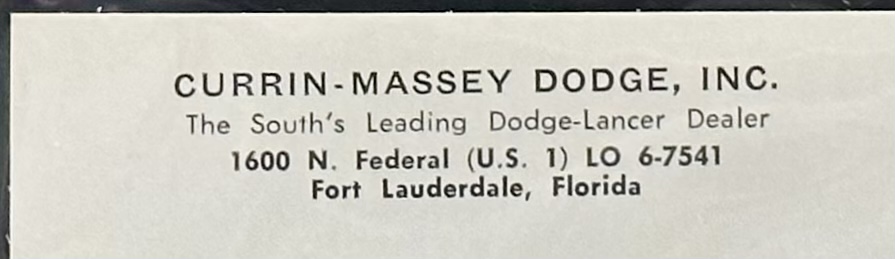 CURRIN-MASSEY DODGE, INC.
The South's Leading Dodge-Lancer Dealer
1600 N. Federal (U.S. 1) LO 6-7541
Fort Lauderdale, Florida